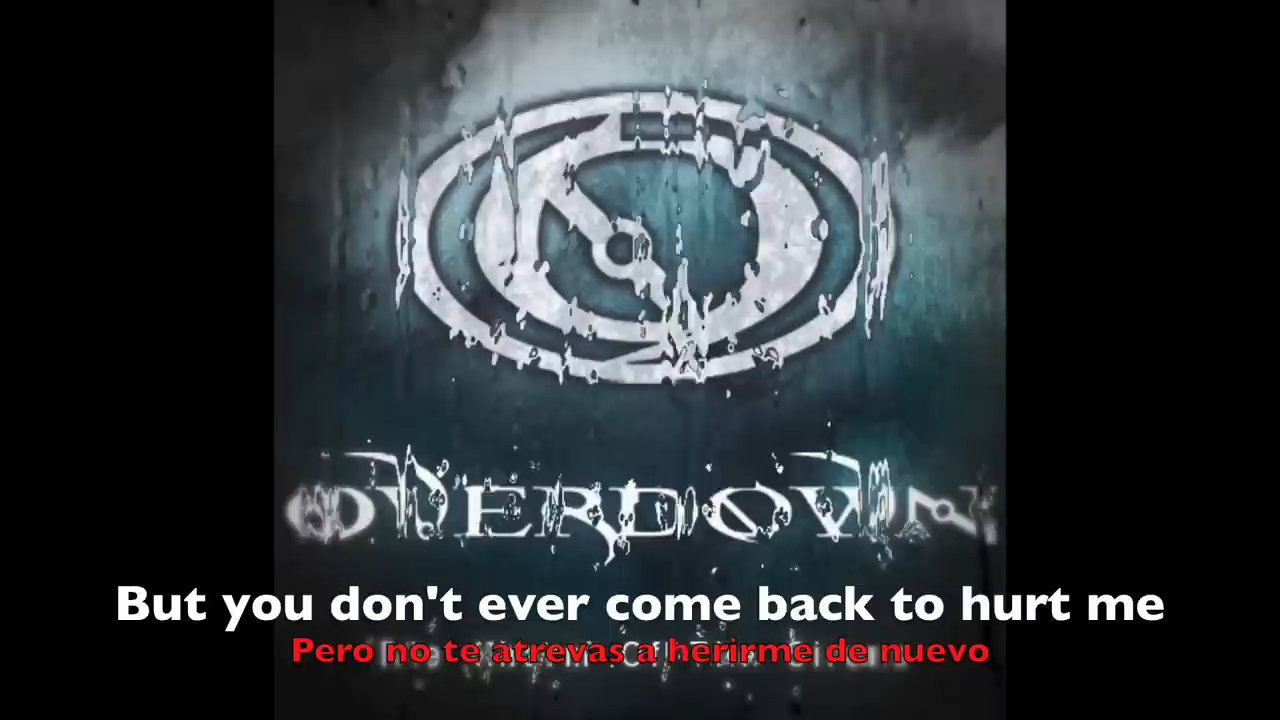 OVERDOWN
But you don't ever come back to hurt me
Pero no te atrevas a herirme de nuevo